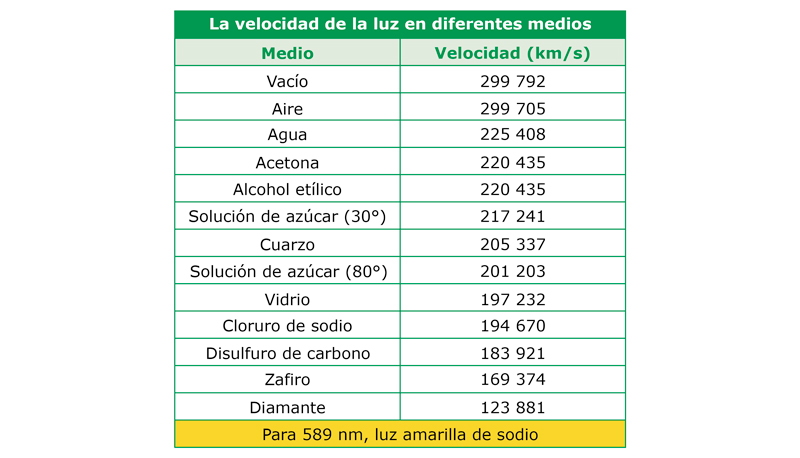 La velocidad de la luz en diferentes medios
Medio Velocidad (km/s)
Vacío 299 792
Aire 299 705
Agua 225 408
Acetona 220 435
Alcohol etílico 220 435
Solución de azúcar (30°) 217 241
Cuarzo 205 337
Solución de azúcar (80°) 201 203
Vidrio 197 232
Cloruro de sodio 194 670
Disulfuro de carbono 183 921
Zafiro 169 374
Diamante 123 881
Para 589 nm, luz amarilla de sodio